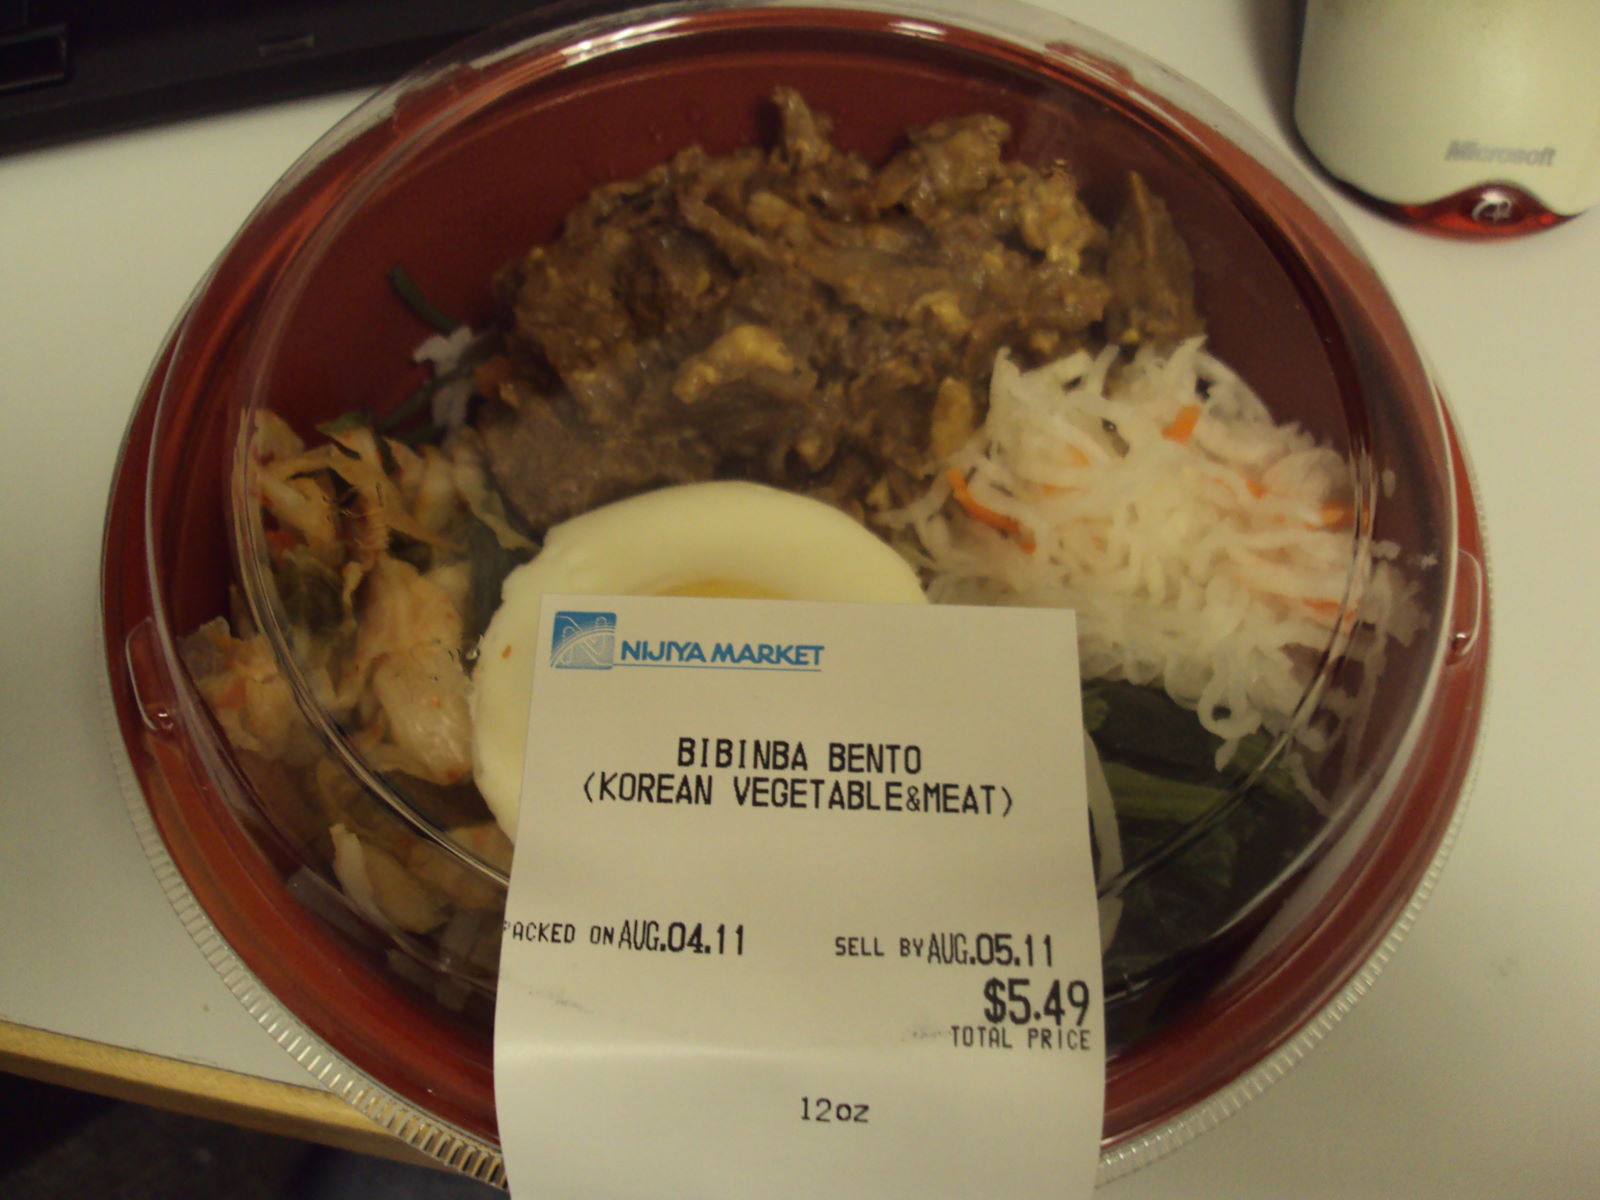 Microsoft
NIJIYA MARKET
BIBINBA BENTO
(KOREAN VEGETABLE&MEAT)
PACKED ON AUG.04.11 SELL BY AUG.05.11
$5.49
TOTAL PRICE
12oz